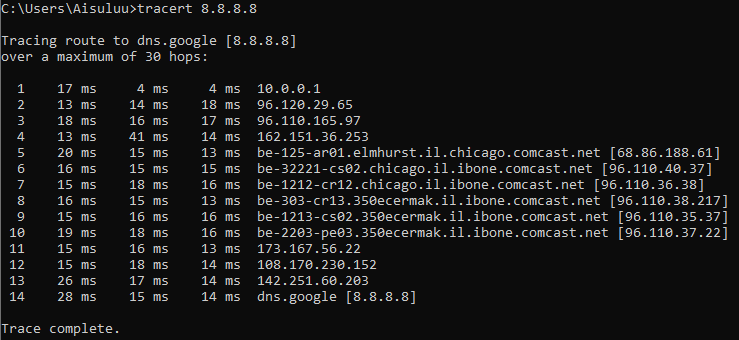 C:\Users\Aisuluu>tracert 8.8.8.8
Tracing route to dns.google [8.8.8.8]
over a maximum of 30 hops:
1 17 ms 4 ms 4 ms 10.0.0.1
2 13 ms 14 ms 18 ms 96.120.29.65
3 18 ms 16 ms 17 ms 96.110.165.97
4 13 ms 41 ms 14 ms 162.151.36.253
5 20 ms 15 ms 13 ms be-125-ar01.elmhurst.il.chicago.comcast.net [68.86.188.61]
6 16 ms 15 ms 15 ms be-32221-cs02.chicago.il.ibone.comcast.net [96.110.40.37]
7 15 ms 18 ms 16 ms be-1212-cr12.chicago.il.ibone.comcast.net [96.110.36.38]
8 16 ms 15 ms 13 ms be-303-cr13.350ecermak.il.ibone.comcast.net [96.110.38.217]
9 15 ms 16 ms 16 ms be-1213-cs02.350ecermak.il.ibone.comcast.net [96.110.35.37]
10 19 ms 18 ms 16 ms be-2203-pe03.350ecermak.il.ibone.comcast.net [96.110.37.22]
11 15 ms 16 ms 13 ms 173.167.56.22
12 15 ms 18 ms 14 ms 108.170.230.152
13 26 ms 17 ms 14 ms 142.251.60.203
14 28 ms 15 ms 14 ms dns.google [8.8.8.8]
Trace complete.